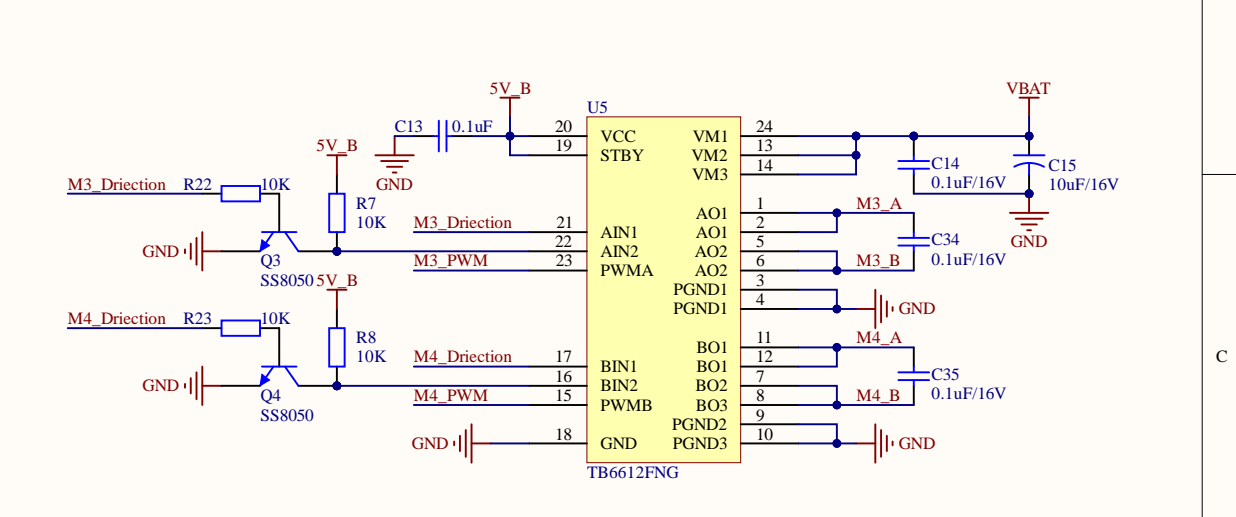 5V_B
VBAT
U5
C13
0.1uF
20
VCC
VM1
24
19
STBY
VM2
13
VM3
14
GND
C14
0.1uF/16V
C15
10uF/16V
GND
5V_B
M3_Driection
R22
10K
R7
10K
M3_Driection
21
AIN1
22
AIN2
M3_PWM
23
PWMA
GND
Q3
SS8050
AO1
1
M3_A
AO1
2
AO2
5
AO2
6
M3_B
C34
0.1uF/16V
PGND1
3
PGND1
4
GND
5V_B
M4_Driection
R23
10K
R8
10K
M4_Driection
17
BIN1
16
BIN2
M4_PWM
15
PWMB
GND
Q4
SS8050
BO1
11
M4_A
BO1
12
BO2
7
BO3
8
M4_B
C35
0.1uF/16V
PGND2
9
PGND3
10
GND
GND
18
GND
TB6612FNG
C